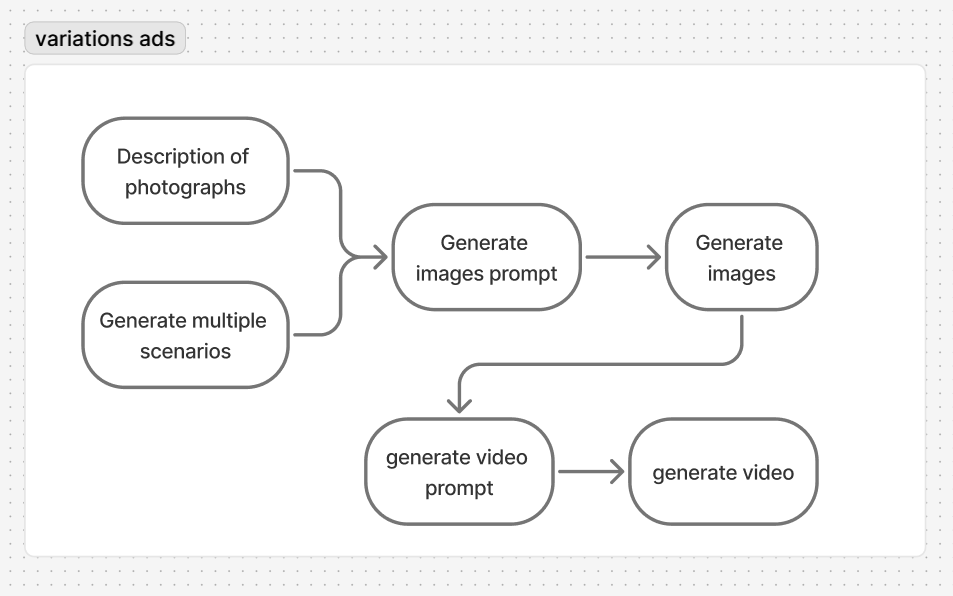 variations ads
Description of
photographs
Generate multiple
scenarios
Generate
images prompt
Generate
images
generate video
prompt
generate video